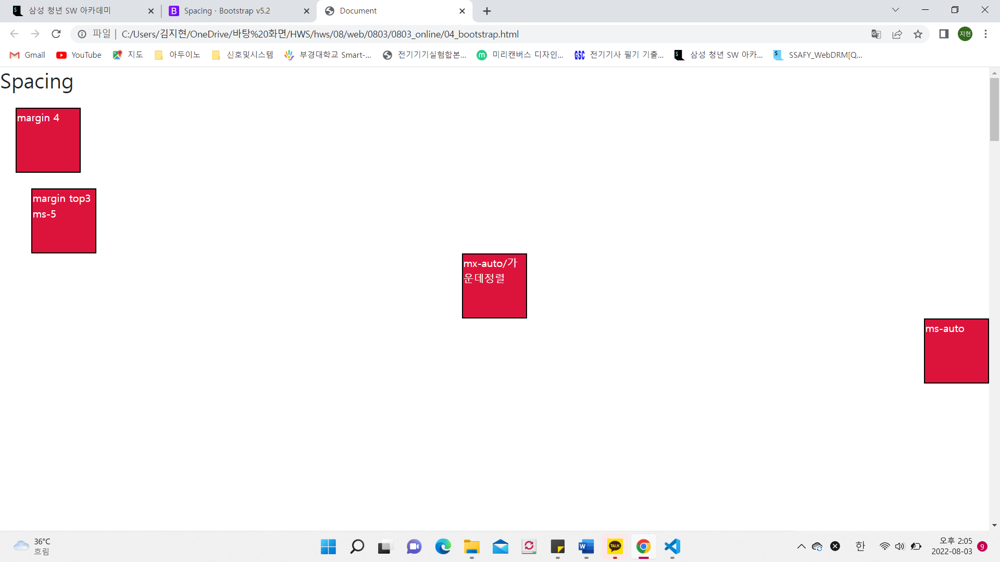 삼성 청년 SW 아카데미
Spacing · Bootstrap v5.2
Document
파일 | C:/Users/김지현/OneDrive/바탕%20화면/HWS/hws/08/web/0803/0803_online/04_bootstrap.html
지현
Gmail YouTube 지도 아두이노 신호및시스템 부경대학교 Smart-... 전기기기실험합본... 미리캔버스 디자인... 전기기사 필기 기출... 삼성 청년 SW 아카... SSAFY_WebDRM[Q...
Spacing
margin 4
margin top3
ms-5
mx-auto/가
운데정렬
ms-auto
36°C
흐림
TALK
한
오후 2:05
2022-08-03
9